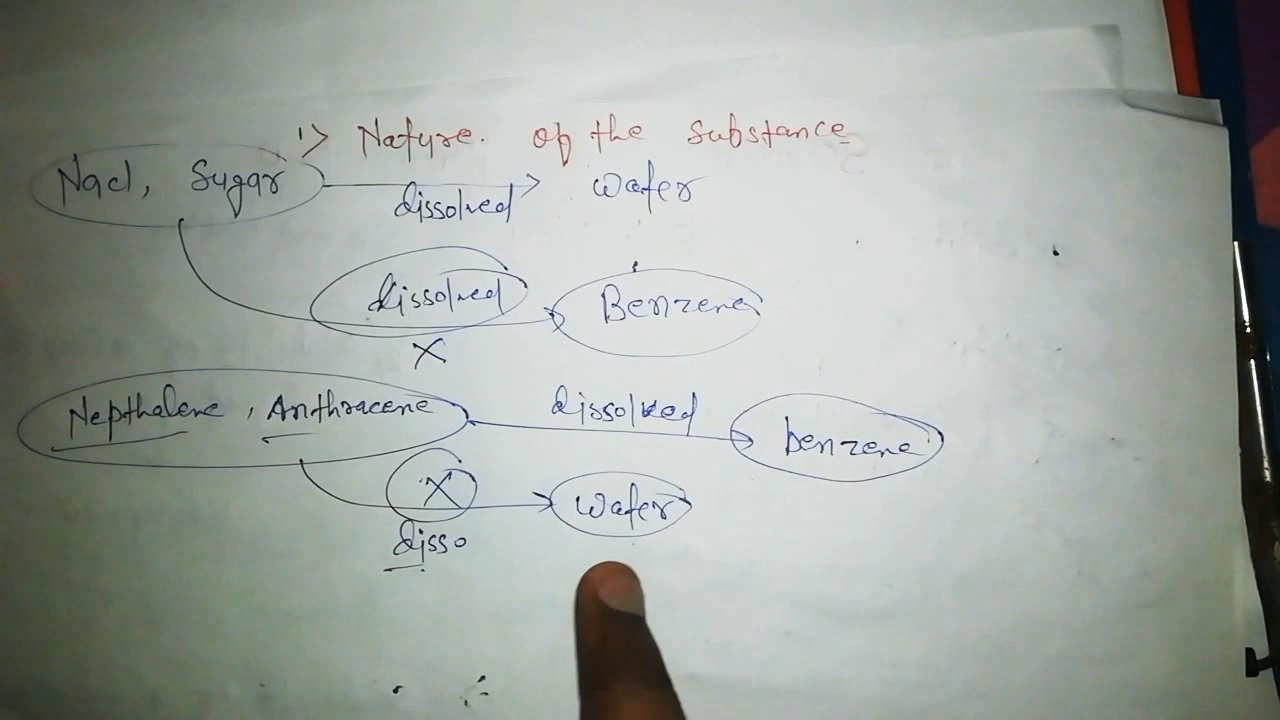 1> Nature. of the substance
Nacl, Sugar dissolved water
dissolved Benzene
X
Nepthalene, Anthracene dissolved benzene
X water
disso